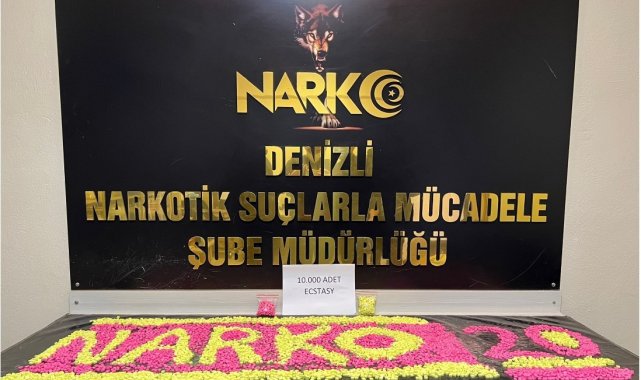 NARKO
DENİZLİ
NARKOTİK SUÇLARLA MÜCADELE
ŞUBE MÜDÜRLÜĞÜ
10.000 ADET
ECSTASY
NARKO 20